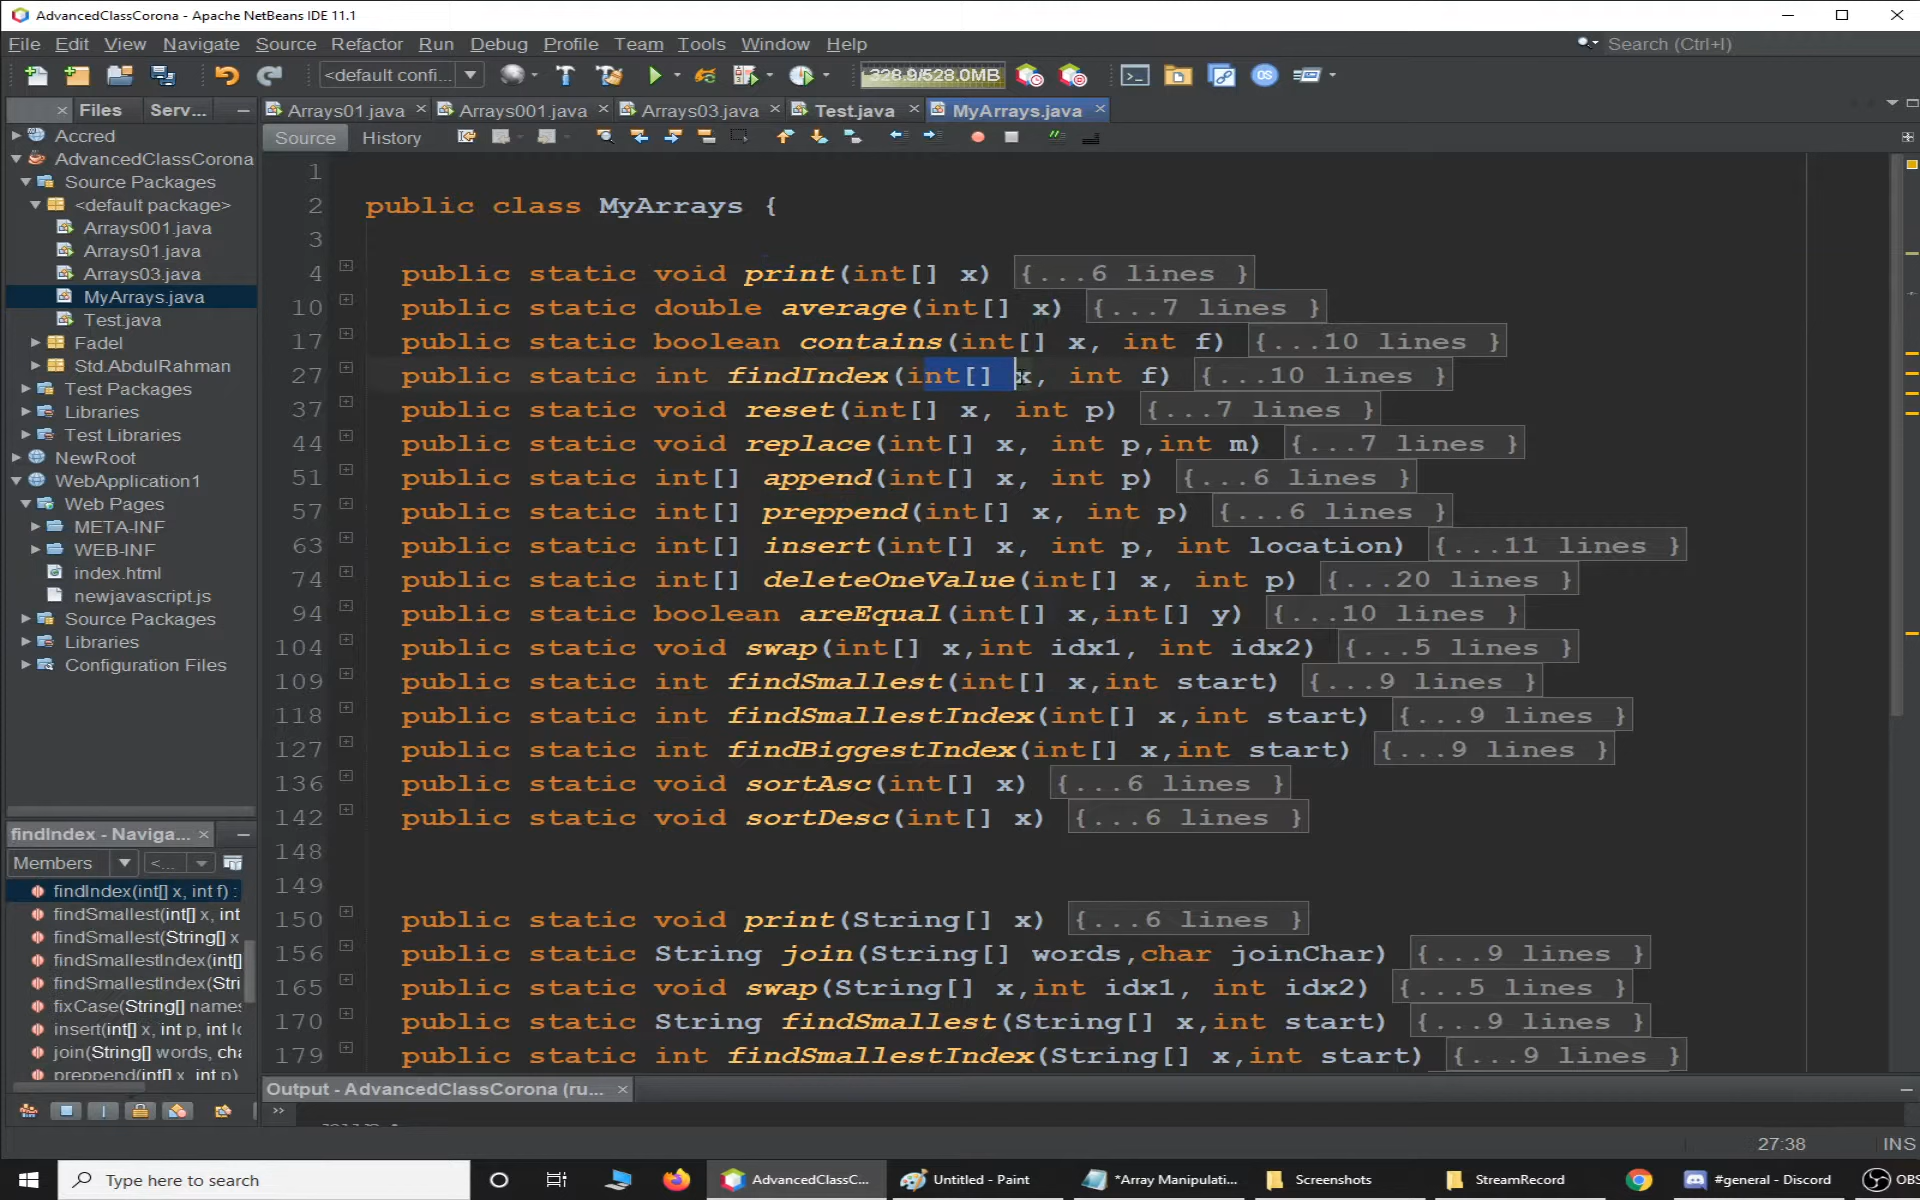 AdvancedClassCorona - Apache NetBeans IDE 11.1
File Edit View Navigate Source Refactor Run Debug Profile Team Tools Window Help
Search (Ctrl+I)
<default confi...
328.9/528.0MB
Files
Serv...
Arrays01.java
Arrays001.java
Arrays03.java
Test.java
MyArrays.java
Source
History
Accred
AdvancedClassCorona
Source Packages
<default package>
Arrays001.java
Arrays01.java
Arrays03.java
MyArrays.java
Test.java
Fadel
Std.AbdulRahman
Test Packages
Libraries
Test Libraries
NewRoot
WebApplication1
Web Pages
META-INF
WEB-INF
index.html
newjavascript.js
Source Packages
Libraries
Configuration Files
findIndex - Naviga...
Members
<...
findIndex(int[] x, int f) :
findSmallest(int[] x, int
findSmallest(String[] x
findSmallestIndex(int[]
findSmallestIndex(Stri
fixCase(String[] names
insert(int[] x, int p, int lo
join(String[] words, cha
preppend(int[] x, int p)
1
2 public class MyArrays {
3
4 public static void print(int[] x) {...6 lines }
10 public static double average(int[] x) {...7 lines }
17 public static boolean contains(int[] x, int f) {...10 lines }
27 public static int findIndex(int[] x, int f) {...10 lines }
37 public static void reset(int[] x, int p) {...7 lines }
44 public static void replace(int[] x, int p,int m) {...7 lines }
51 public static int[] append(int[] x, int p) {...6 lines }
57 public static int[] preppend(int[] x, int p) {...6 lines }
63 public static int[] insert(int[] x, int p, int location) {...11 lines }
74 public static int[] deleteOneValue(int[] x, int p) {...20 lines }
94 public static boolean areEqual(int[] x,int[] y) {...10 lines }
104 public static void swap(int[] x,int idx1, int idx2) {...5 lines }
109 public static int findSmallest(int[] x,int start) {...9 lines }
118 public static int findSmallestIndex(int[] x,int start) {...9 lines }
127 public static int findBiggestIndex(int[] x,int start) {...9 lines }
136 public static void sortAsc(int[] x) {...6 lines }
142 public static void sortDesc(int[] x) {...6 lines }
148
149
150 public static void print(String[] x) {...6 lines }
156 public static String join(String[] words,char joinChar) {...9 lines }
165 public static void swap(String[] x,int idx1, int idx2) {...5 lines }
170 public static String findSmallest(String[] x,int start) {...9 lines }
179 public static int findSmallestIndex(String[] x,int start) {...9 lines }
Output - AdvancedClassCorona (ru...
27:38
INS
Type here to search
AdvancedClassC...
Untitled - Paint
*Array Manipulati...
Screenshots
StreamRecord
#general - Discord
OBS